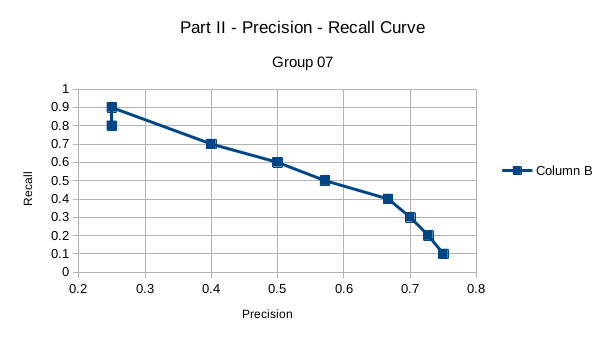 Part II - Precision - Recall Curve
Group 07
1
0.9
0.8
0.7
0.6
0.5
0.4
0.3
0.2
0.1
0
Recall
0.2 0.3 0.4 0.5 0.6 0.7 0.8
Precision
Column B